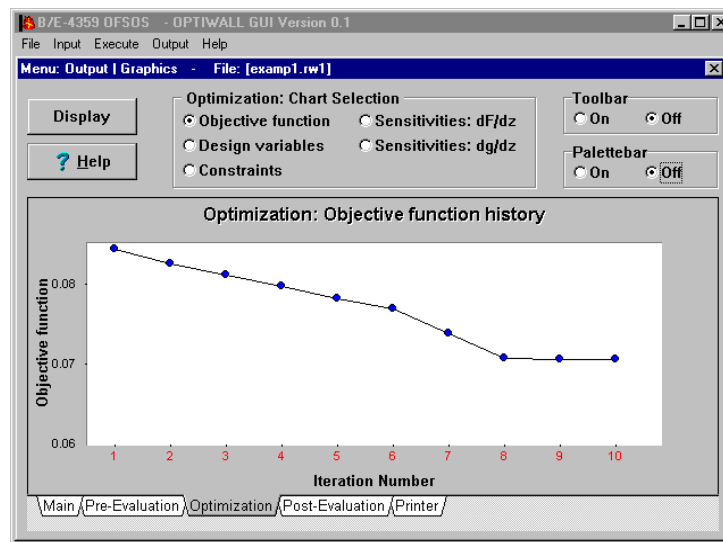 B/E-4359 OFSOS - OPTIWALL GUI Version 0.1
File Input Execute Output Help
Menu: Output | Graphics - File: [examp1.rw1]
Display
? Help
Optimization: Chart Selection
Objective function
Sensitivities: dF/dz
Design variables
Sensitivities: dg/dz
Constraints
Toolbar
On Off
Palettebar
On Off
Optimization: Objective function history
Objective function
0.08
0.07
0.06
1 2 3 4 5 6 7 8 9 10
Iteration Number
Main Pre-Evaluation Optimization Post-Evaluation Printer